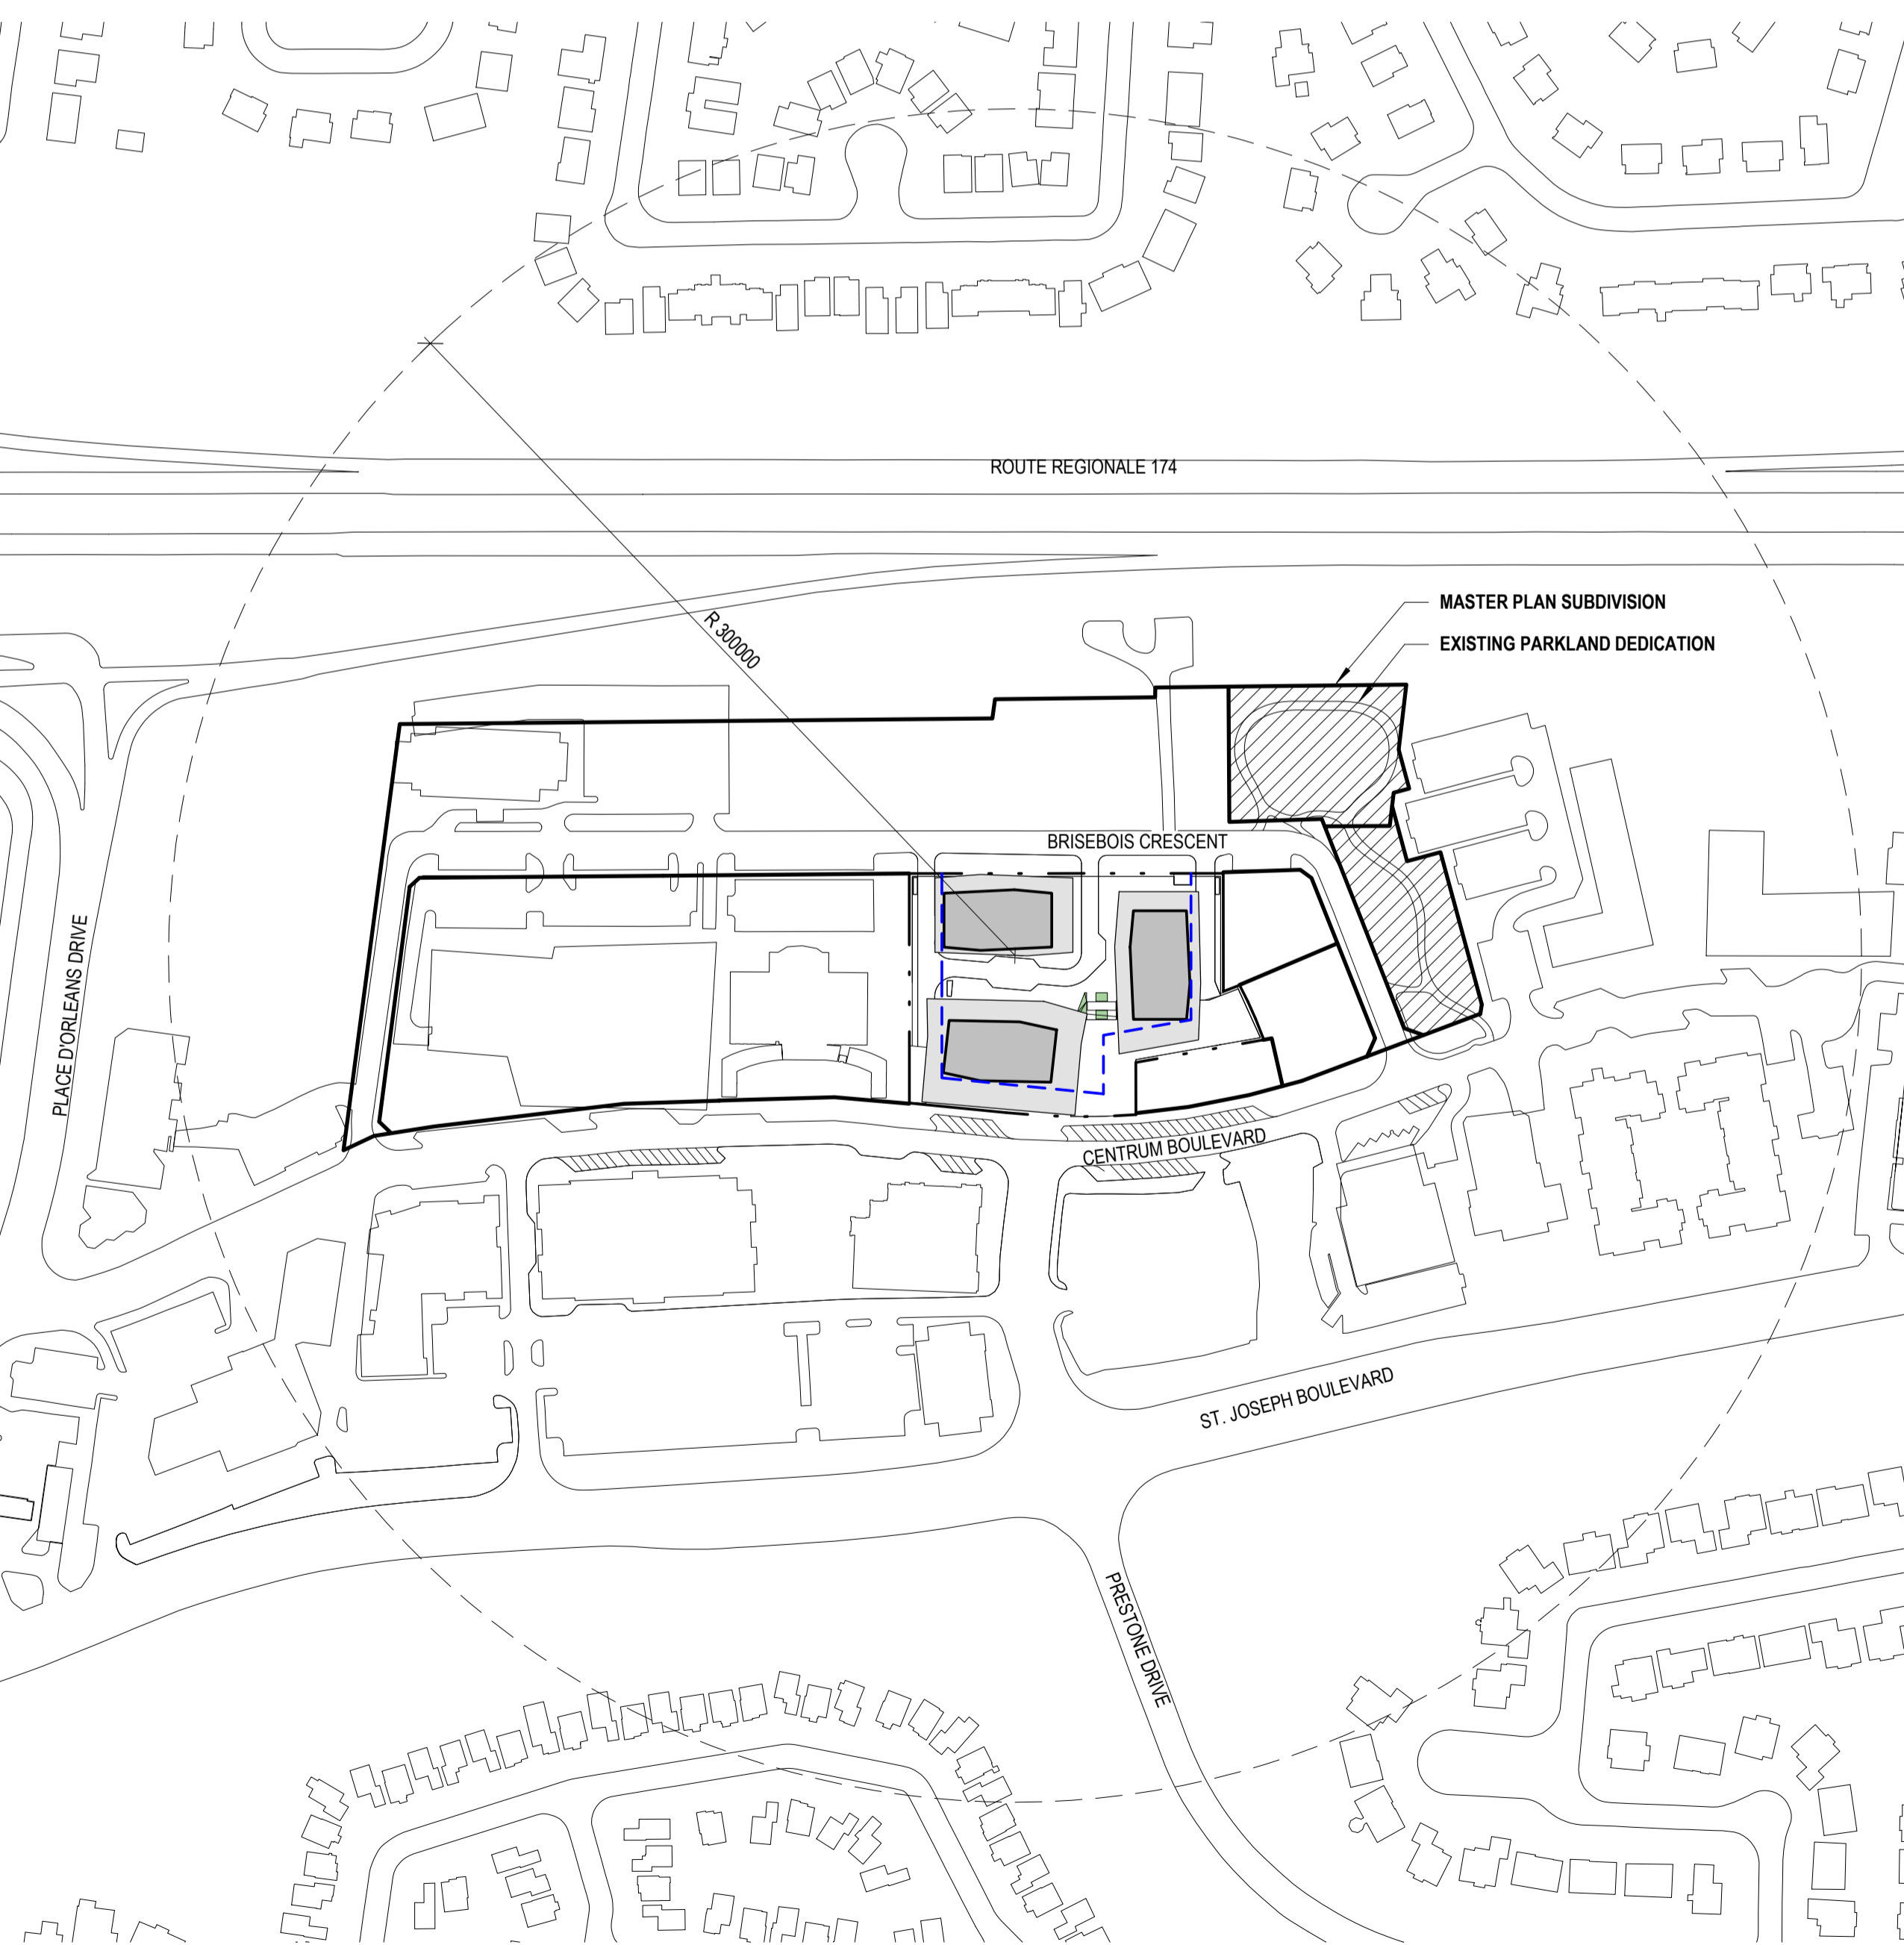 ROUTE REGIONALE 174
MASTER PLAN SUBDIVISION
R 300000
EXISTING PARKLAND DEDICATION
BRISEBOIS CRESCENT
PLACE D'ORLEANS DRIVE
CENTRUM BOULEVARD
ST. JOSEPH BOULEVARD
PRESTONE DRIVE